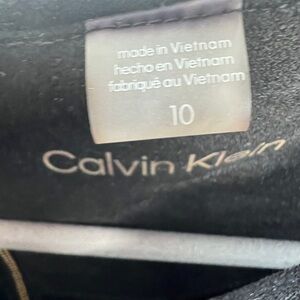 made in Vietnam
hecho en Vietnam
fabriqué au Vietnam
10
Calvin Klein